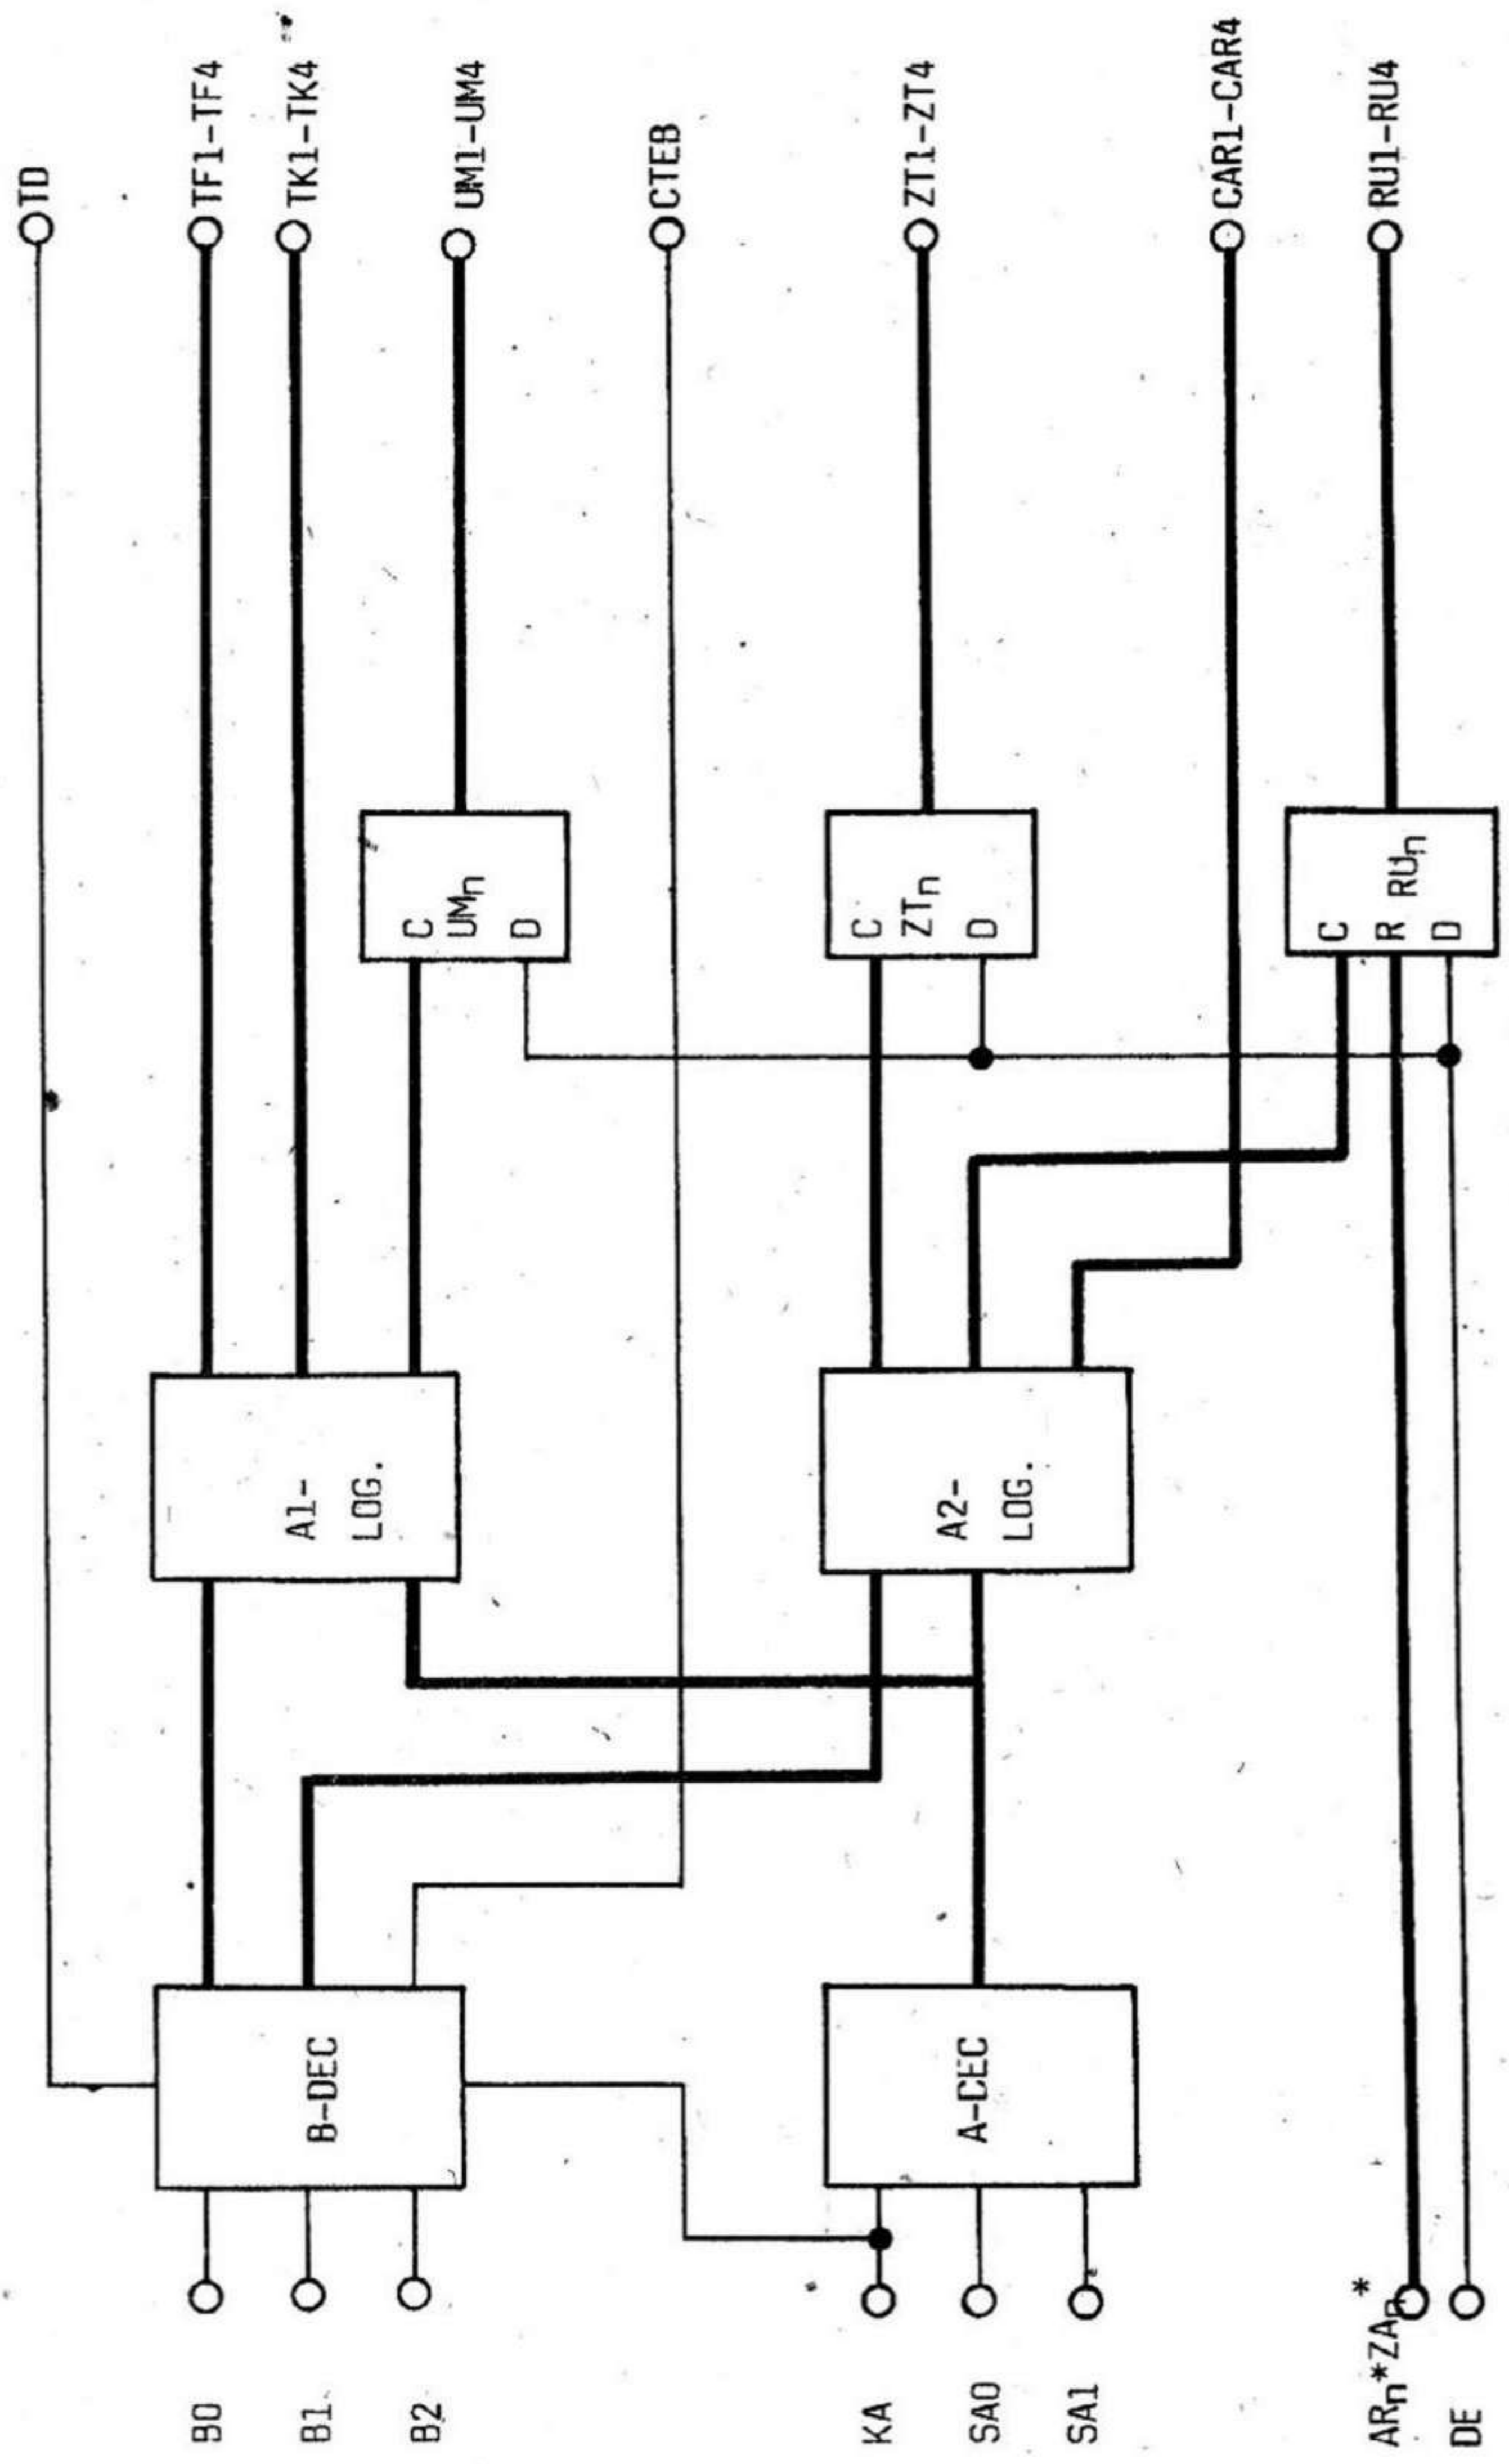 TD
TF1-TF4
TK1-TK4
UM1-UM4
CTEB
ZT1-ZT4
CAR1-CAR4
RU1-RU4
C
UMn
D
C
ZTn
D
C
R RUn
D
A1-
LOG.
A2-
LOG.
B-DEC
A-CEC
B0
B1
B2
KA
SA0
SA1
ARn*ZAn*
DE